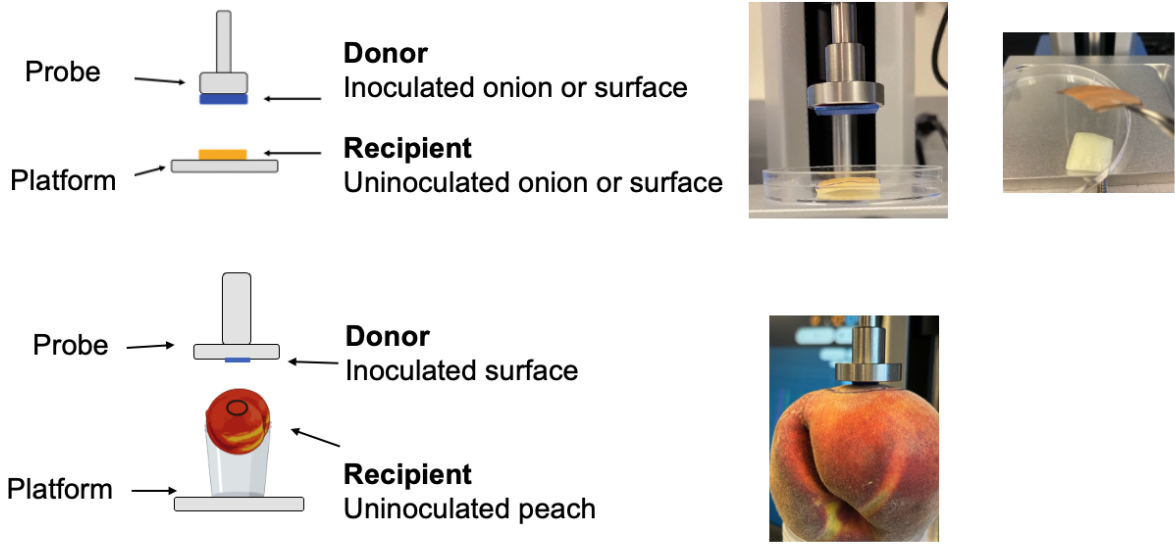 Probe
Donor
Inoculated onion or surface
Recipient
Uninoculated onion or surface
Platform
Probe
Donor
Inoculated surface
Recipient
Uninoculated peach
Platform